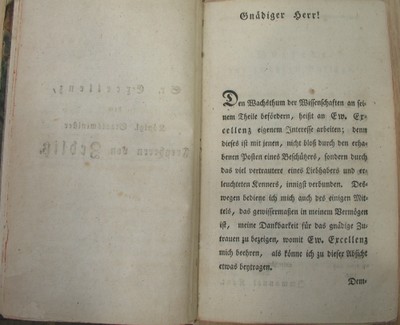 Gnädiger Herr!
Den Wachsthum der Wissenschaften an sei-
nem Theile befördern, heißt an Ew. Ex-
cellenz eigenem Interesse arbeiten; denn
dieses ist mit jenen, nicht bloß durch den erha-
benen Posten eines Beschützers, sondern durch
das viel vertrautere eines Liebhabers und er-
leuchteten Kenners, innigst verbunden. Des-
wegen bediene ich mich auch des einigen Mit-
tels, das gewissermaßen in meinem Vermögen
ist, meine Dankbarkeit für das gnädige Zu-
trauen zu bezeigen, womit Ew. Excellenz
mich beehren, als könne ich zu dieser Absicht
etwas beytragen.
Dem-